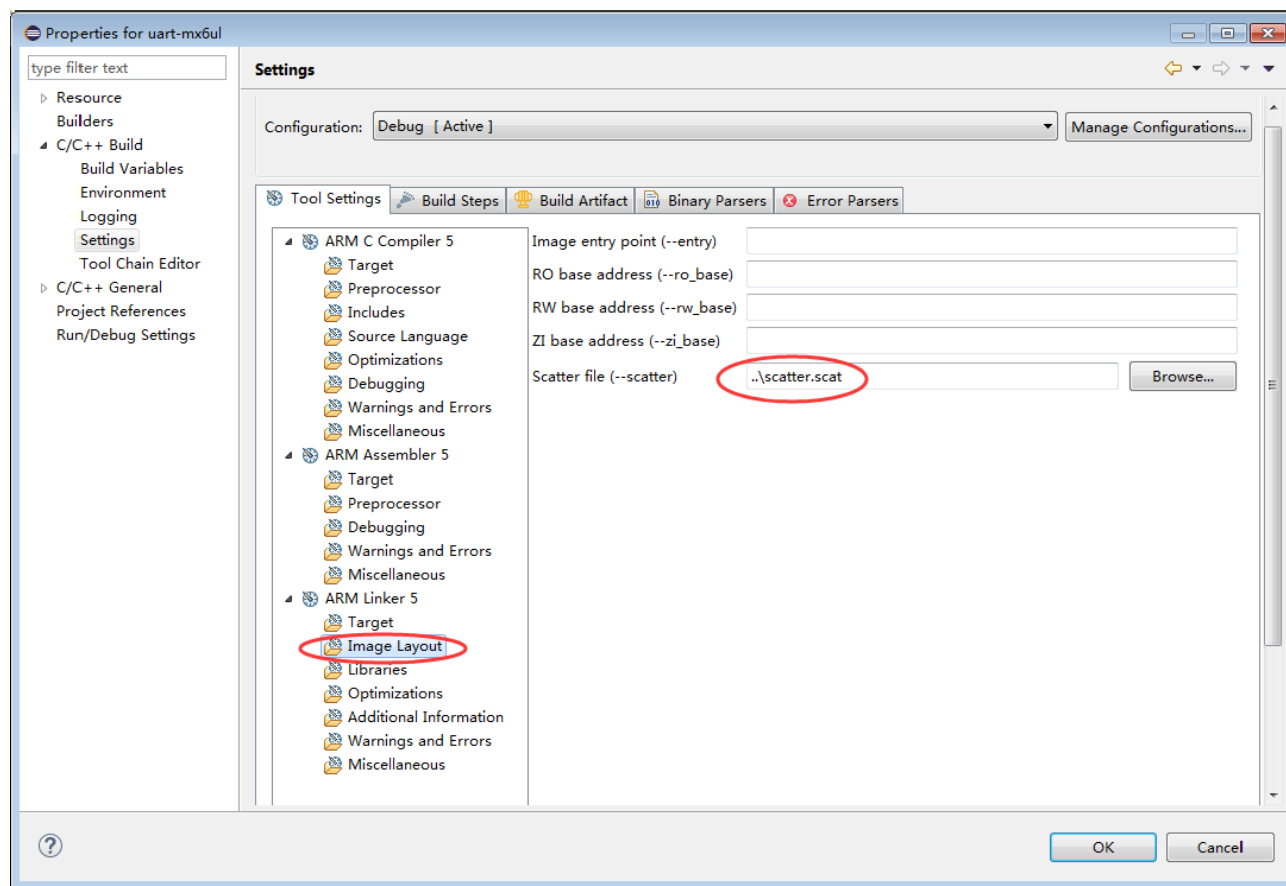 Properties for uart-mx6ul
type filter text
Resource
Builders
C/C++ Build
Build Variables
Environment
Logging
Settings
Tool Chain Editor
C/C++ General
Project References
Run/Debug Settings
Settings
Configuration: Debug [ Active ] Manage Configurations...
Tool Settings Build Steps Build Artifact Binary Parsers Error Parsers
ARM C Compiler 5
Target
Preprocessor
Includes
Source Language
Optimizations
Debugging
Warnings and Errors
Miscellaneous
ARM Assembler 5
Target
Preprocessor
Debugging
Warnings and Errors
Miscellaneous
ARM Linker 5
Target
Image Layout
Libraries
Optimizations
Additional Information
Warnings and Errors
Miscellaneous
Image entry point (--entry)
RO base address (--ro_base)
RW base address (--rw_base)
ZI base address (--zi_base)
Scatter file (--scatter) ..\scatter.scat Browse...
OK Cancel